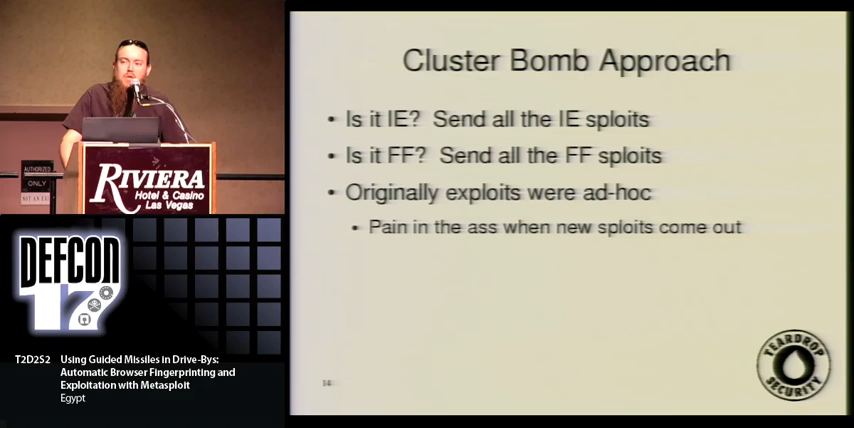 Cluster Bomb Approach
• Is it IE? Send all the IE sploits
• Is it FF? Send all the FF sploits
• Originally exploits were ad-hoc
• Pain in the ass when new sploits come out
14
TEARDROP
SECURITY
AUTHORIZED
ONLY
RIVIERA
Hotel & Casino
Las Vegas
DEFCON
17
T2D2S2 Using Guided Missiles in Drive-Bys:
Automatic Browser Fingerprinting and
Exploitation with Metasploit
Egypt